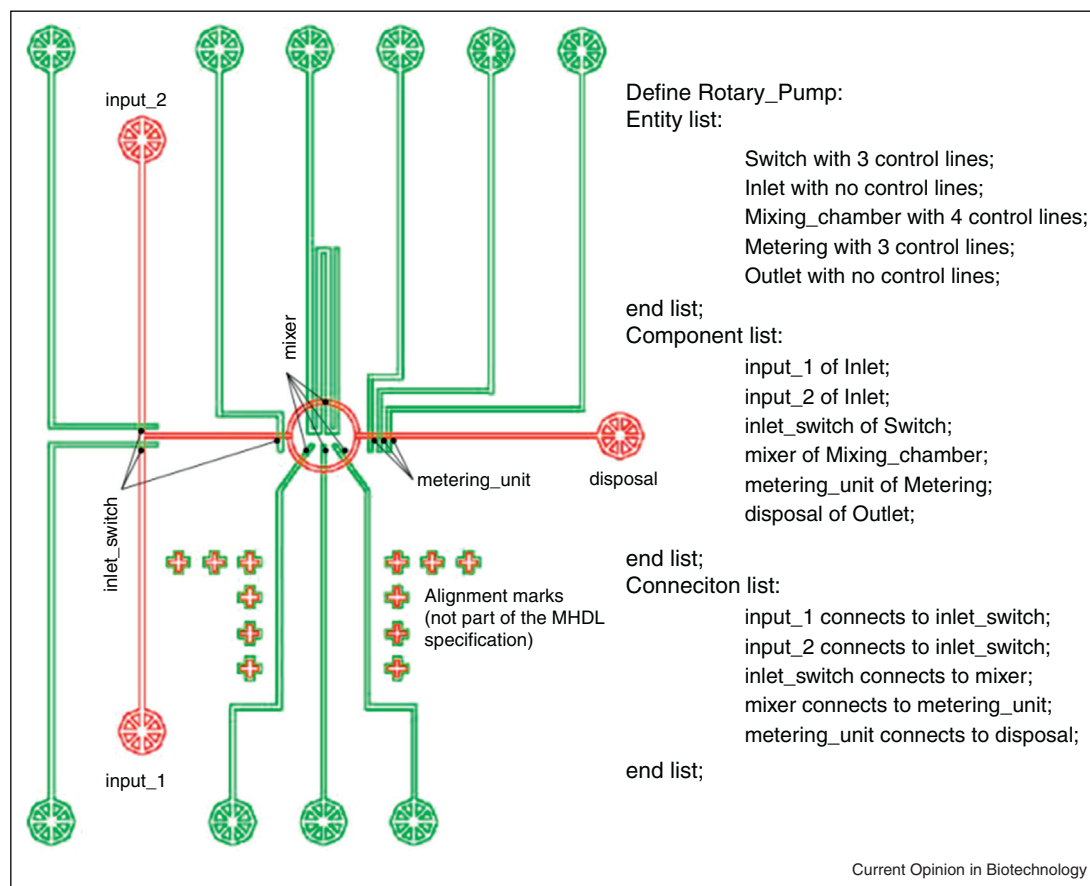 input_2
mixer
inlet_switch
metering_unit
disposal
Alignment marks
(not part of the MHDL
specification)
input_1
Define Rotary_Pump:
Entity list:
Switch with 3 control lines;
Inlet with no control lines;
Mixing_chamber with 4 control lines;
Metering with 3 control lines;
Outlet with no control lines;
end list;
Component list:
input_1 of Inlet;
input_2 of Inlet;
inlet_switch of Switch;
mixer of Mixing_chamber;
metering_unit of Metering;
disposal of Outlet;
end list;
Conneciton list:
input_1 connects to inlet_switch;
input_2 connects to inlet_switch;
inlet_switch connects to mixer;
mixer connects to metering_unit;
metering_unit connects to disposal;
end list;
Current Opinion in Biotechnology